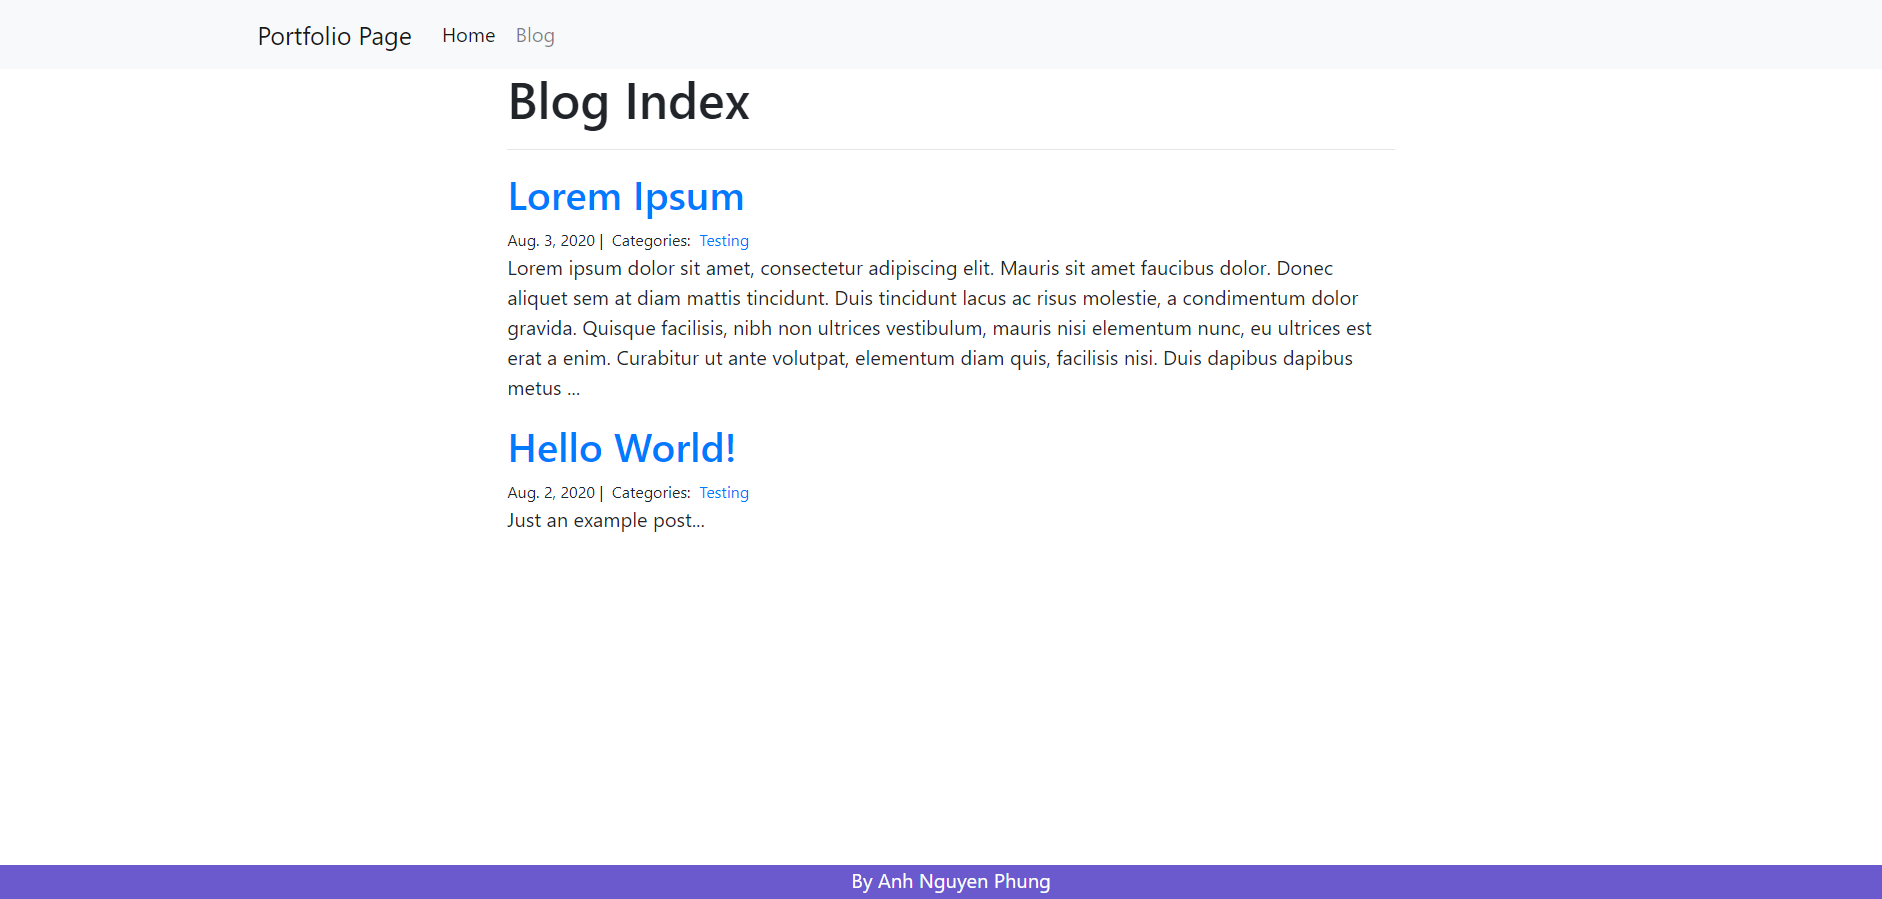 Portfolio Page Home Blog
Blog Index
Lorem Ipsum
Aug. 3, 2020 | Categories: Testing
Lorem ipsum dolor sit amet, consectetur adipiscing elit. Mauris sit amet faucibus dolor. Donec
aliquet sem at diam mattis tincidunt. Duis tincidunt lacus ac risus molestie, a condimentum dolor
gravida. Quisque facilisis, nibh non ultrices vestibulum, mauris nisi elementum nunc, eu ultrices est
erat a enim. Curabitur ut ante volutpat, elementum diam quis, facilisis nisi. Duis dapibus dapibus
metus ...
Hello World!
Aug. 2, 2020 | Categories: Testing
Just an example post...
By Anh Nguyen Phung